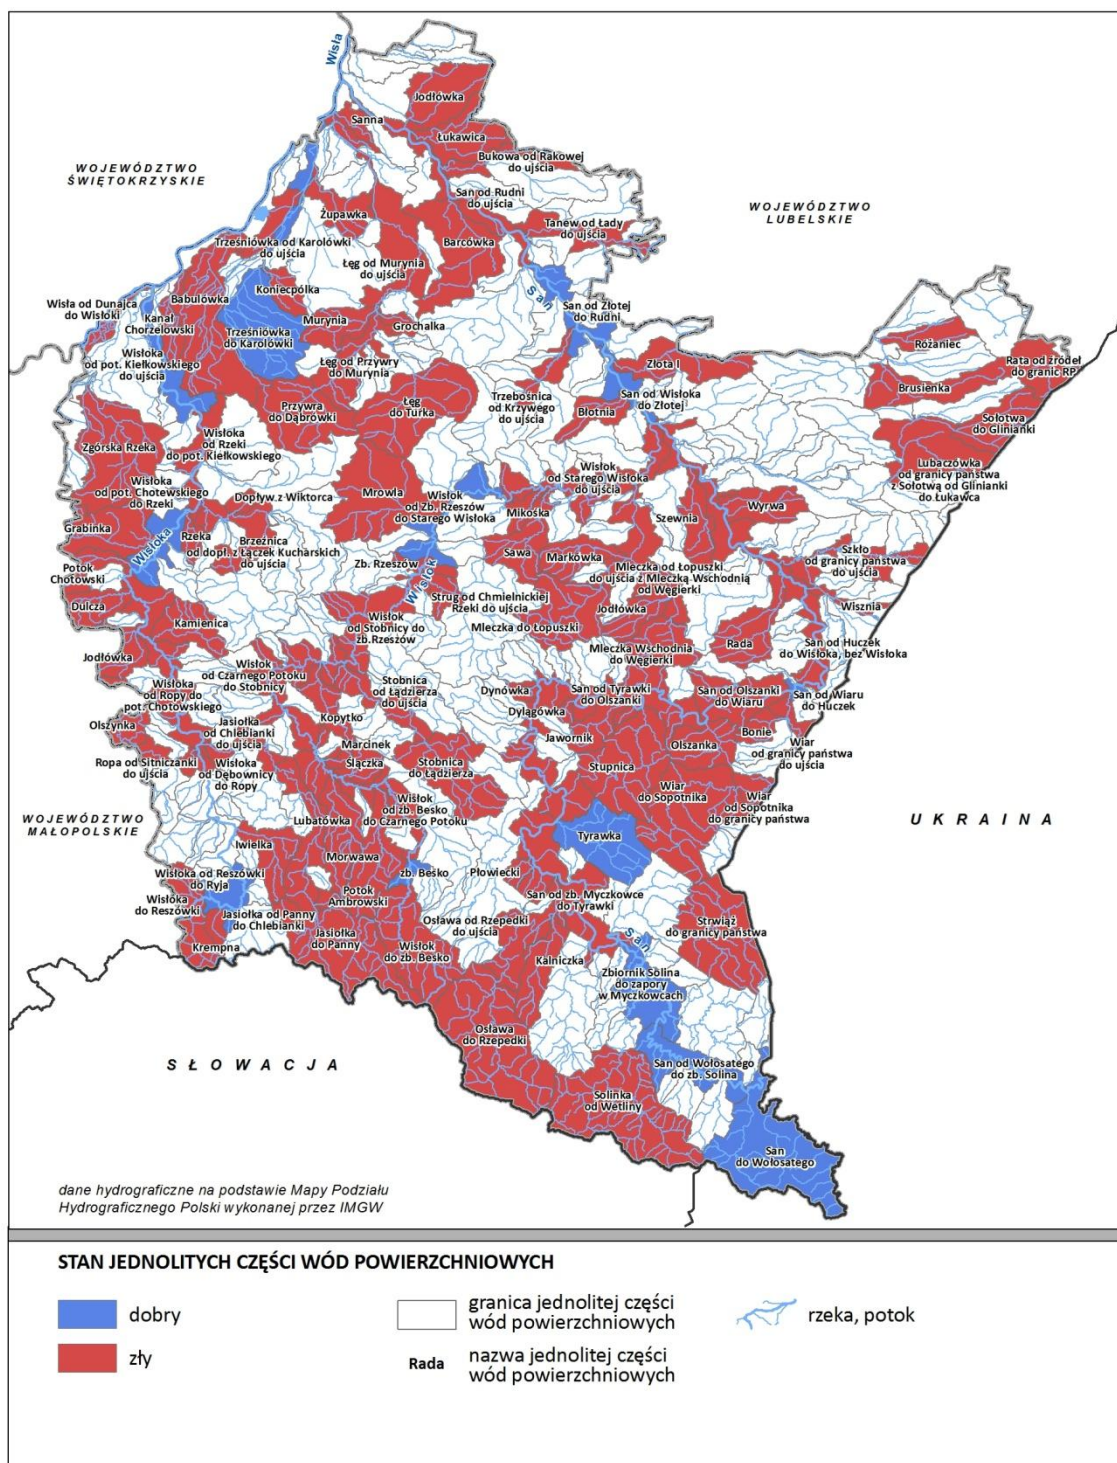 Wisła
Jodłówka
Sanna
Łukawica
Bukowa od Rakowej
do ujścia
WOJEWÓDZTWO
ŚWIĘTOKRZYSKIE
San od Rudni
do ujścia
WOJEWÓDZTWO
LUBELSKIE
Żupawka
Tanew od Łady
do ujścia
Trześniówka od Karolówki
do ujścia
Barcówka
Łęg od Murynia
do ujścia
Koniecpólka
San
Wisła od Dunajca
do Wisłoki
Babulówka
Kanał
Chorzelowski
San od Złotej
do Rudni
Murynia
Grochalka
Trześniówka
do Karolówki
Różaniec
Wisłoka
od pot. Kiełkowskiego
do ujścia
Łęg od Przywry
do Murynia
Złota I
Rata od źródeł
do granic RP
Brusienka
Przywra
do Dąbrówki
Łęg
do Turka
Trzebośnica
od Krzywego
do ujścia
San od Wisłoka
do Złotej
Błotnia
Sołotwa
do Glinianki
Zgórska Rzeka
Wisłoka
od Rzeki
do pot. Kiełkowskiego
Lubaczówka
od granicy państwa
z Sołotwą od Glinianki
do Łukawca
Wisłoka
od pot. Chotewskiego
do Rzeki
Dopływ z Wiktorca
Mrowla
Wisłok
od Zb. Rzeszów
do Starego Wisłoka
Wisłok
od Starego Wisłoka
do ujścia
Mikośka
Szewnia
Wyrwa
Grabinka
Wisłoka
Rzeka
Brzeźnica
od dopł. z Łączek Kucharskich
do ujścia
Potok
Chotowski
Zb. Rzeszów
Wisłok
Sawa
Markówka
Mleczka od Łopuszki
do ujścia z Mleczką Wschodnią
od Węgierki
Szkło
od granicy państwa
do ujścia
Dulcza
Kamienica
Strug od Chmielnickiej
Rzeki do ujścia
Jodłówka
Wisznia
Wisłok
od Stobnicy do
zb.Rzeszów
Mleczka do Łopuszki
Rada
San od Huczek
do Wisłoka, bez Wisłoka
Mleczka Wschodnia
do Węgierki
Jodłówka
Wisłok
od Czarnego Potoku
do Stobnicy
Stobnica
od Łądzierza
do ujścia
Dynówka
San od Tyrawki
do Olszanki
San od Olszanki
do Wiaru
San od Wiaru
do Huczek
Wisłoka
od Ropy do
pot. Chotowskiego
Dylągówka
Olszynka
Jasiołka
od Chlebianki
do ujścia
Kopytko
Jawornik
Olszanka
Bonie
Wiar
od granicy państwa
do ujścia
Marcinek
Ropa od Sitniczanki
do ujścia
Wisłoka
od Dębownicy
do Ropy
Slączka
Stobnica
do Łądzierza
Stupnica
Wiar
do Sopotnika
Wiar
od Sopotnika
do granicy państwa
WOJEWÓDZTWO
MAŁOPOLSKIE
Lubatówka
Wisłok
od zb. Besko
do Czarnego Potoku
UKRAINA
Tyrawka
Iwielka
Morwawa
Wisłoka od Reszówki
do Ryja
zb. Besko
Płowiecki
Potok
Ambrowski
San od zb. Myczkowce
do Tyrawki
Wisłoka
do Reszówki
Jasiołka od Panny
do Chlebianki
Osława od Rzepedki
do ujścia
Strwiąż
do granicy państwa
Krempna
Jasiołka
do Panny
Wisłok
do zb. Besko
San
Kalniczka
Zbiornik Solina
do zapory
w Myczkowcach
Osława
do Rzepedki
SŁOWACJA
San od Wołosatego
do zb. Solina
Solinka
od Wetliny
San
do Wołosatego
dane hydrograficzne na podstawie Mapy Podziału
Hydrograficznego Polski wykonanej przez IMGW
STAN JEDNOLITYCH CZĘŚCI WÓD POWIERZCHNIOWYCH
dobry
zły
granica jednolitej części
wód powierzchniowych
Rada
nazwa jednolitej części
wód powierzchniowych
rzeka, potok